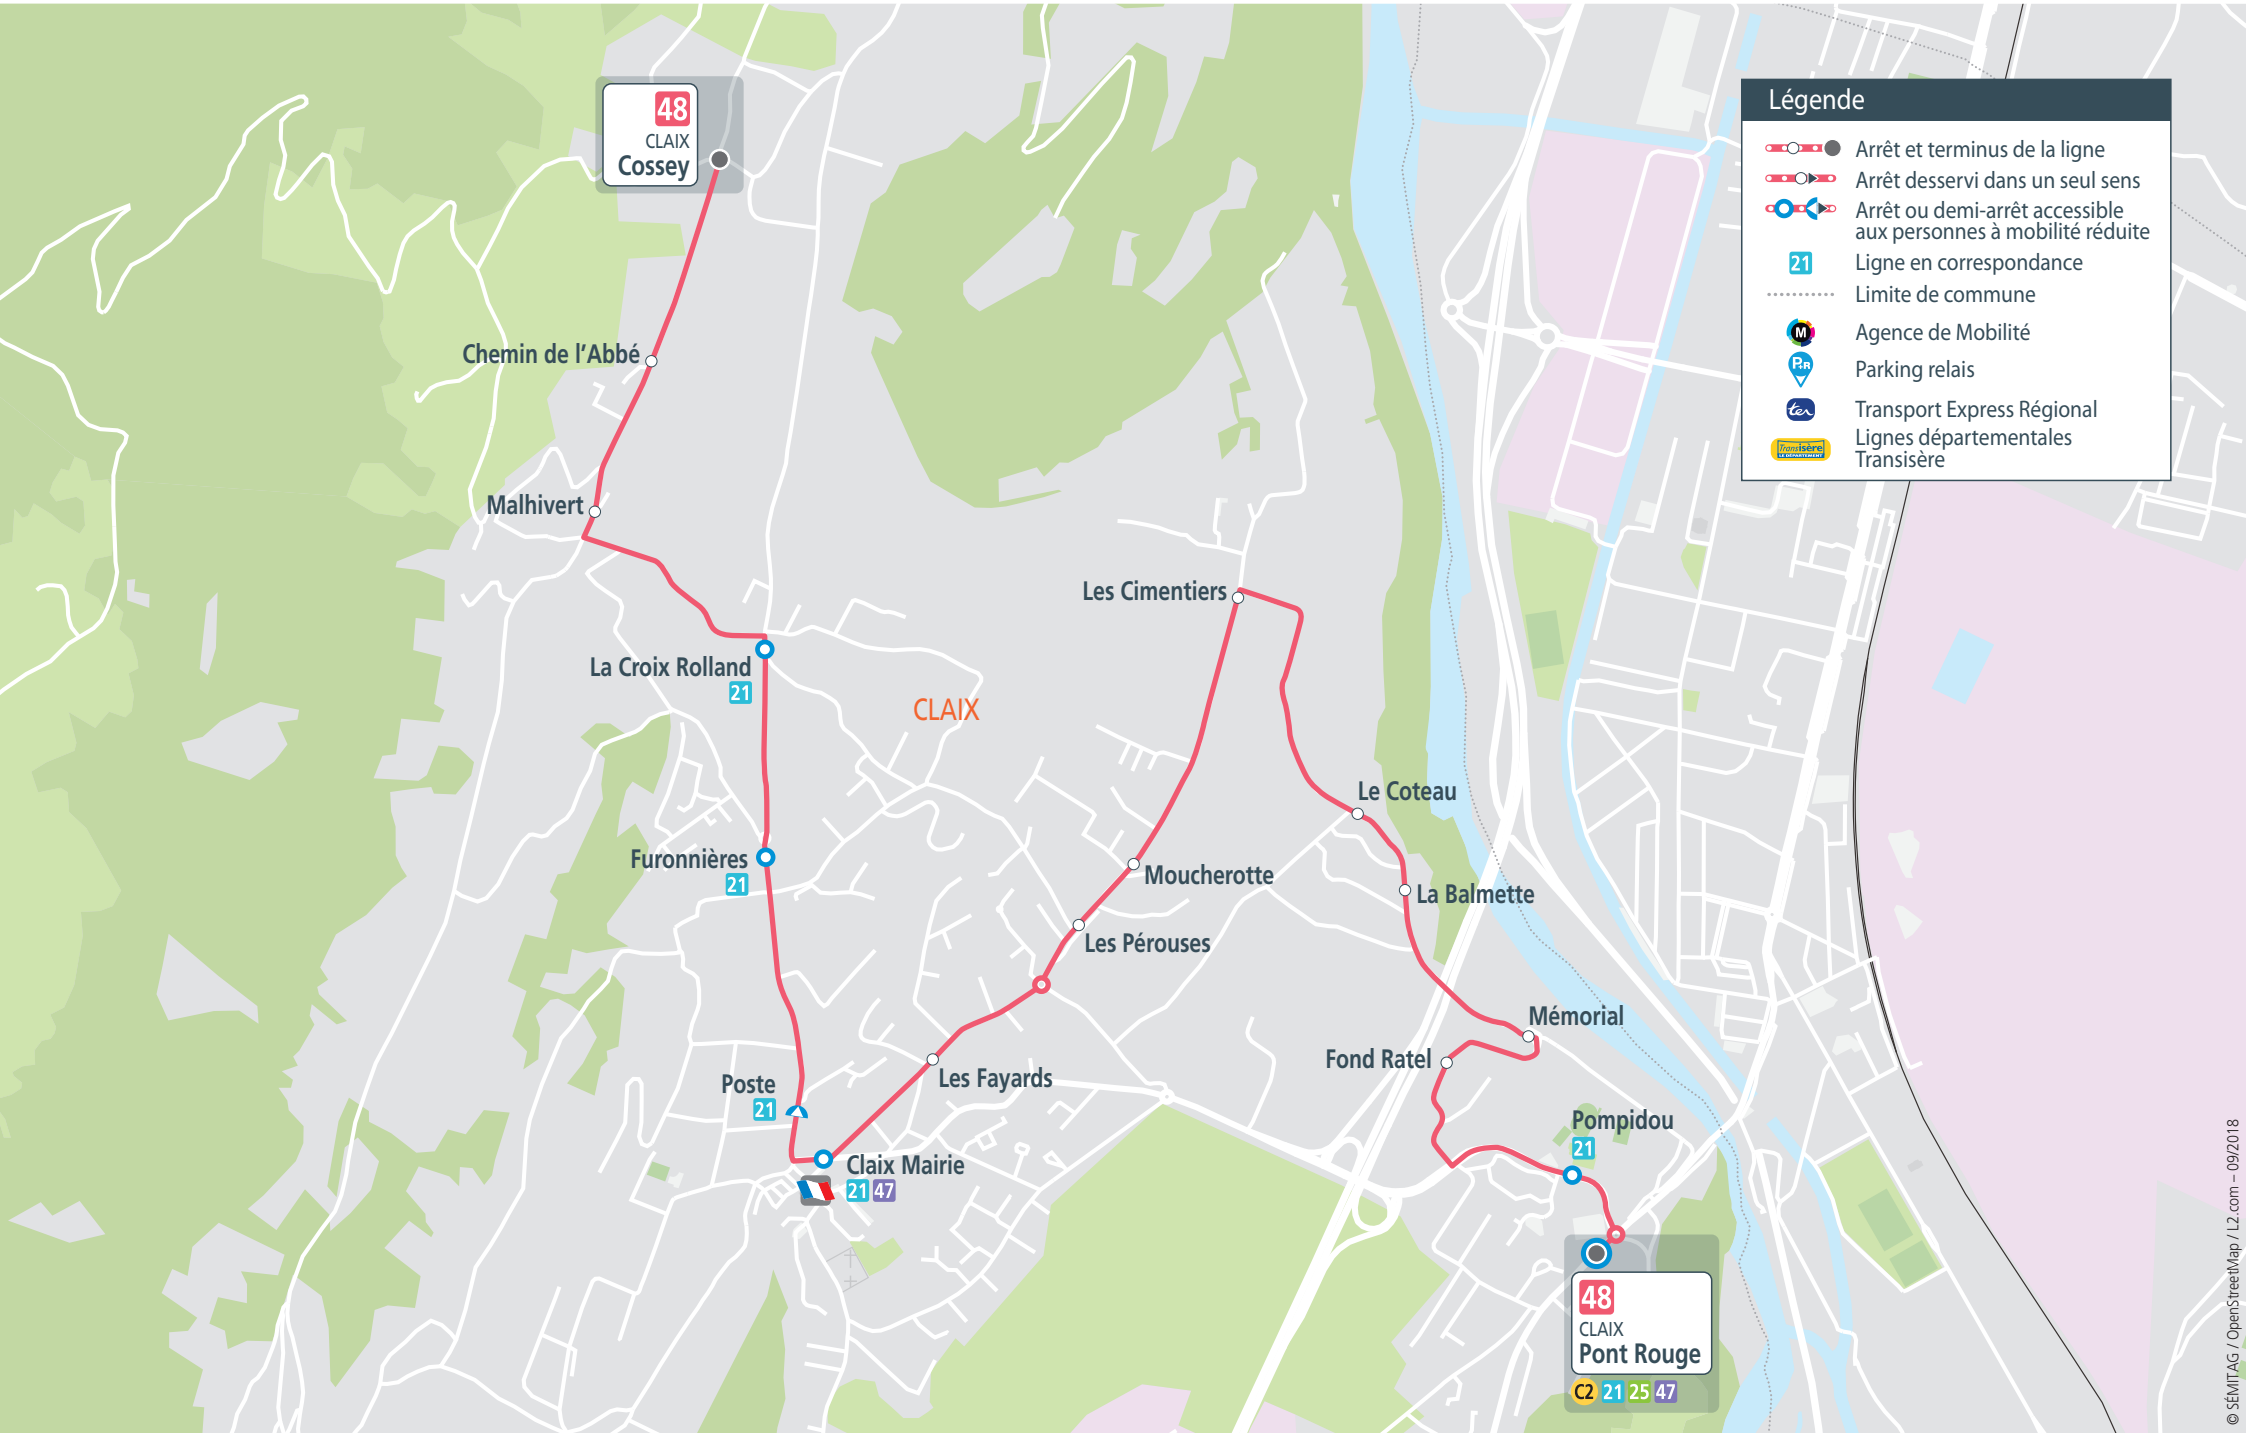 48
CLAIX
Cossey
Légende
Arrêt et terminus de la ligne
Arrêt desservi dans un seul sens
Arrêt ou demi-arrêt accessible
aux personnes à mobilité réduite
21
Ligne en correspondance
Limite de commune
M
Agence de Mobilité
P+R
Parking relais
ter
Transport Express Régional
Transisère
LE DÉPARTEMENT
Lignes départementales
Transisère
Chemin de l'Abbé
Malhivert
Les Cimentiers
La Croix Rolland
21
CLAIX
Le Coteau
Furonnières
21
Moucherotte
La Balmette
Les Pérouses
Mémorial
Fond Ratel
Les Fayards
Poste
21
Pompidou
21
Claix Mairie
21 47
48
CLAIX
Pont Rouge
C2 21 25 47
© SÉMITAG / OpenStreetMap / L2.com – 09/2018